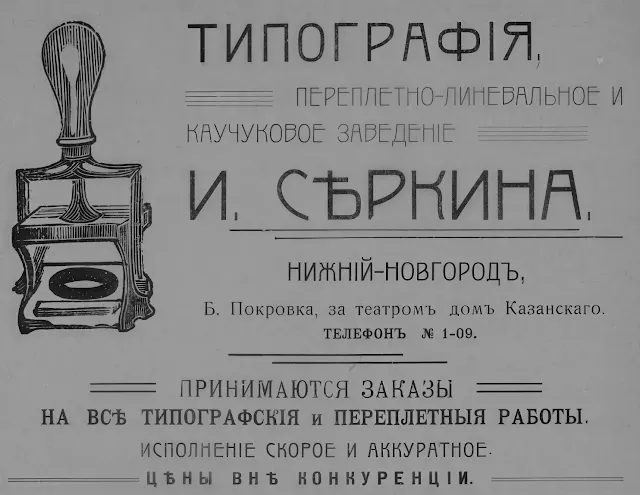 ТИПОГРАФІЯ,
ПЕРЕПЛЕТНО-ЛИНЕВАЛЬНОЕ И
КАУЧУКОВОЕ ЗАВЕДЕНІЕ
И. СѢРКИНА.
НИЖНІЙ-НОВГОРОДЪ,
Б. Покровка, за театромъ домъ Казанскаго.
ТЕЛЕФОНЪ № 1-09.
ПРИНИМАЮТСЯ ЗАКАЗЫ
НА ВСѢ ТИПОГРАФСКІЯ и ПЕРЕПЛЕТНЫЯ РАБОТЫ.
ИСПОЛНЕНІЕ СКОРОЕ И АККУРАТНОЕ.
ЦѢНЫ ВНѢ КОНКУРЕНЦІИ.